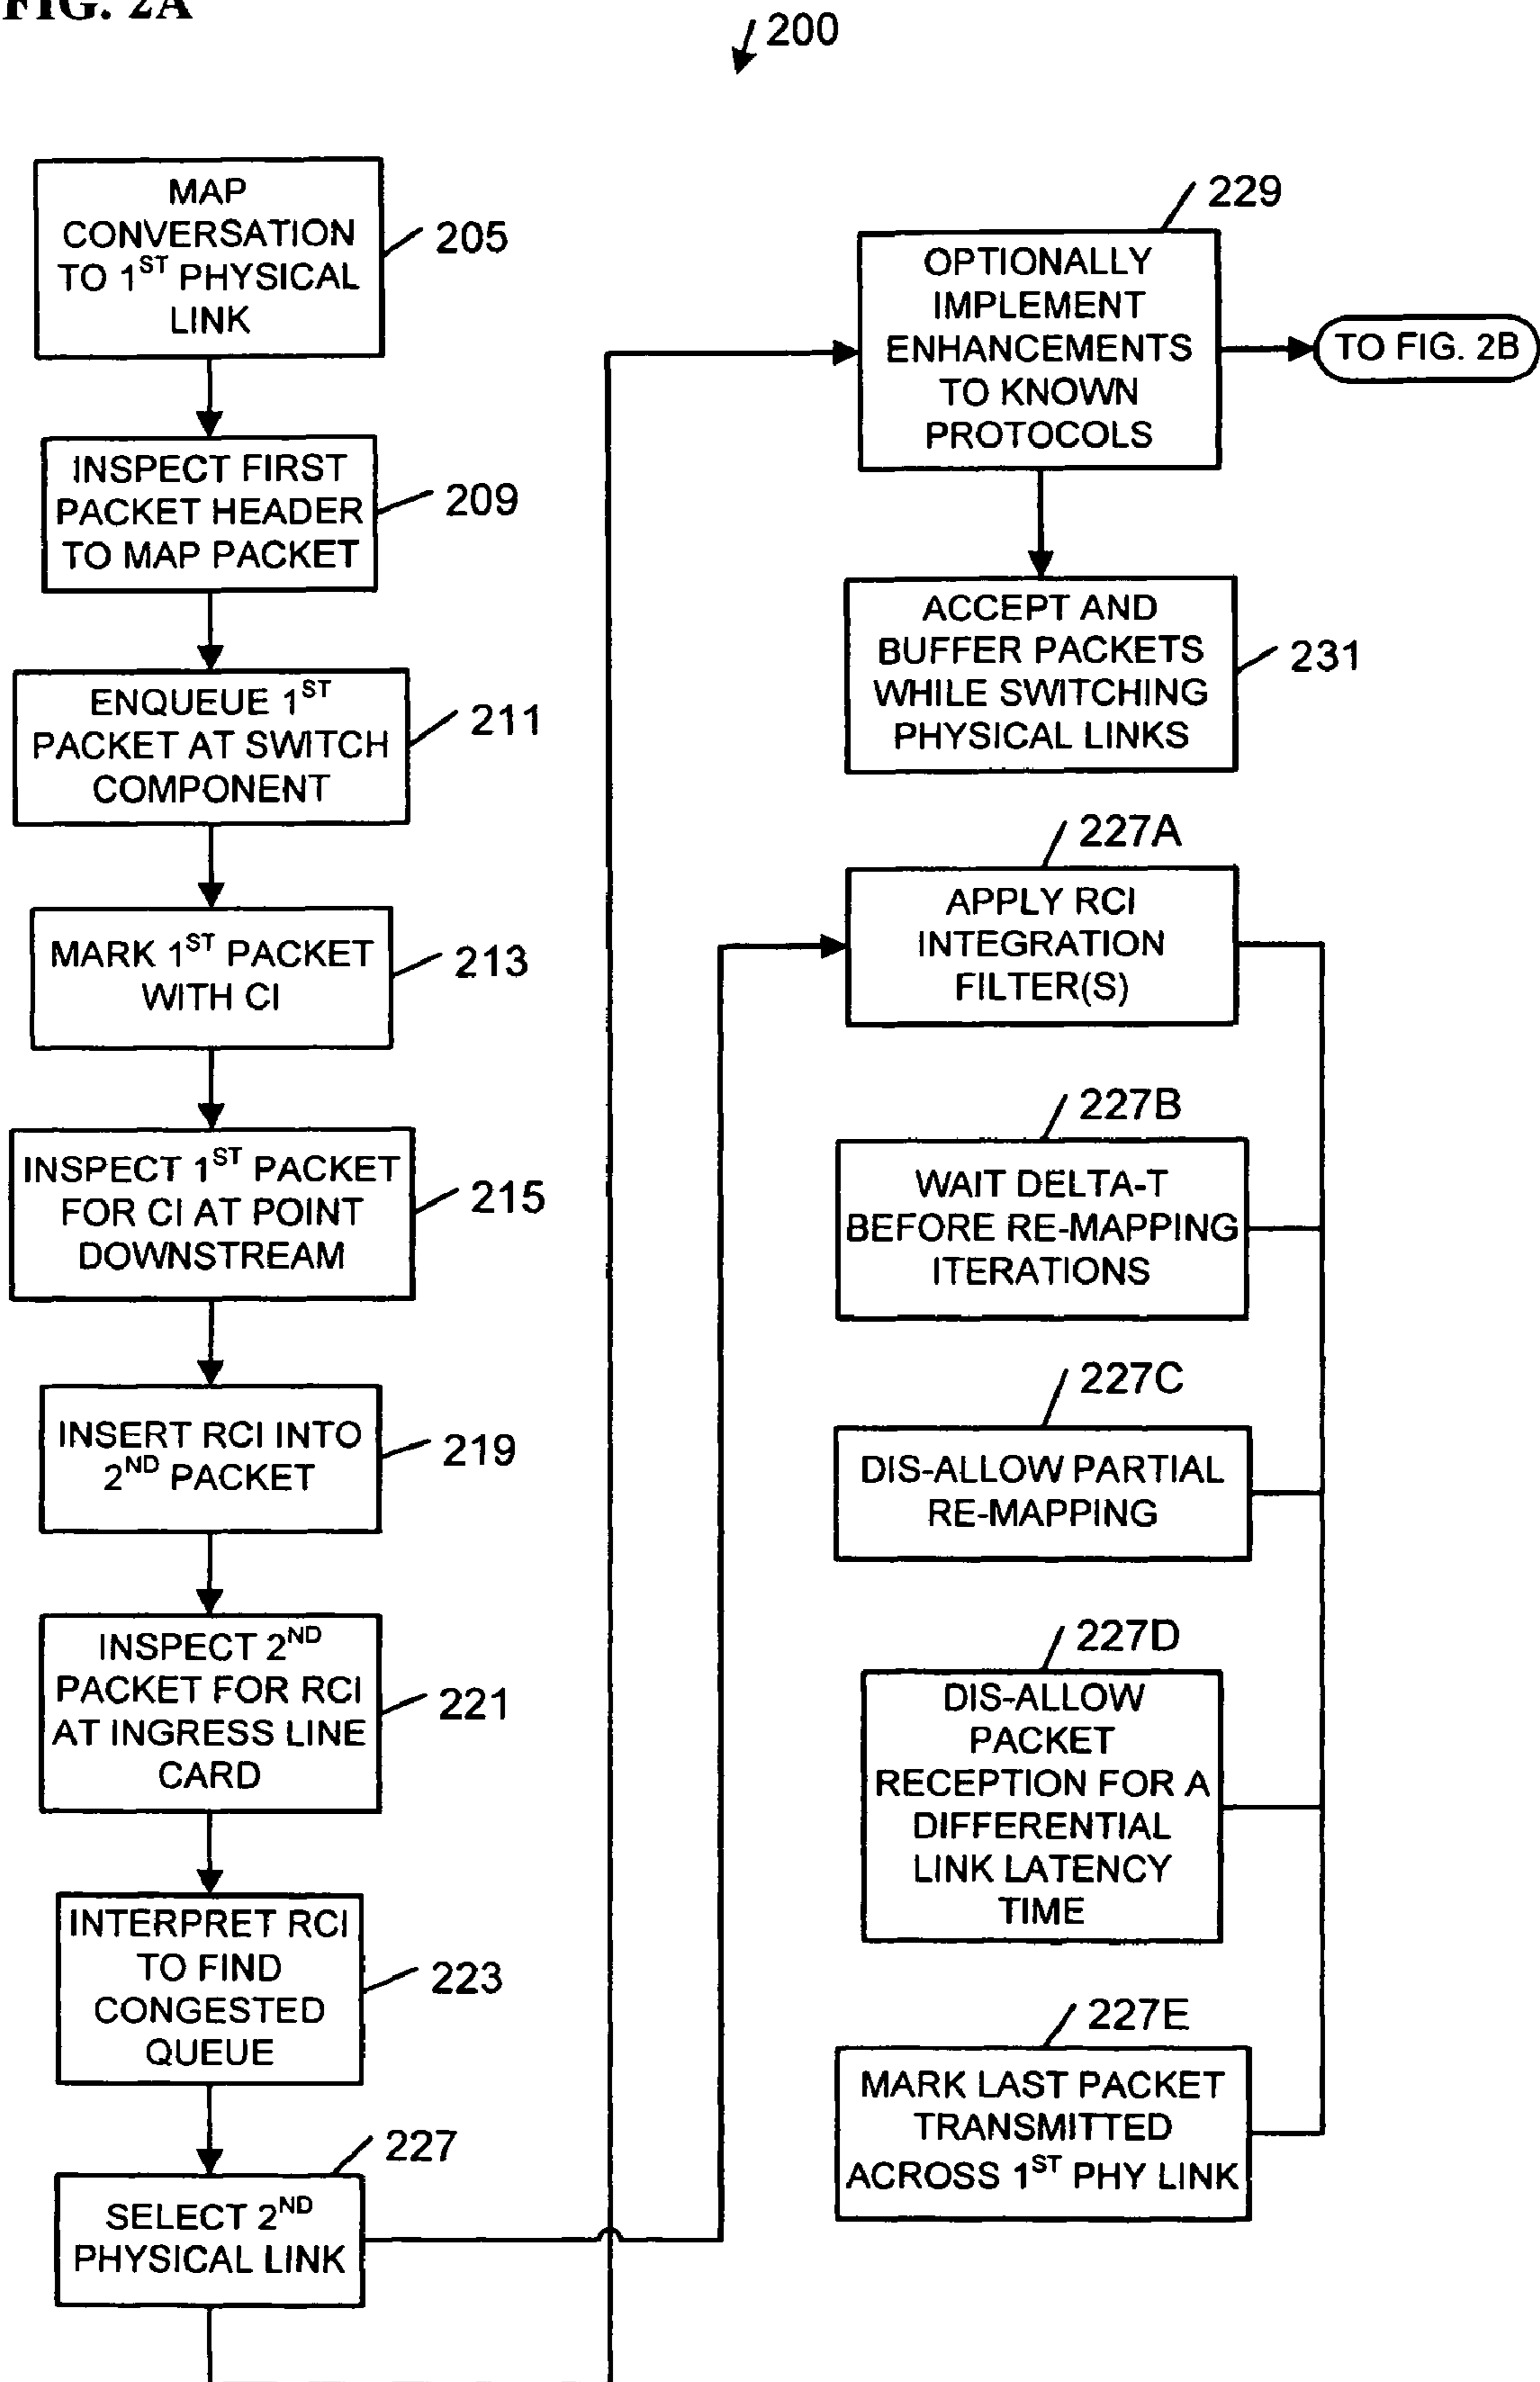 FIG. 2A
200
MAP
CONVERSATION
TO 1ST PHYSICAL
LINK
205
INSPECT FIRST
PACKET HEADER
TO MAP PACKET
209
ENQUEUE 1ST
PACKET AT SWITCH
COMPONENT
211
MARK 1ST PACKET
WITH CI
213
INSPECT 1ST PACKET
FOR CI AT POINT
DOWNSTREAM
215
INSERT RCI INTO
2ND PACKET
219
INSPECT 2ND
PACKET FOR RCI
AT INGRESS LINE
CARD
221
INTERPRET RCI
TO FIND
CONGESTED
QUEUE
223
227
SELECT 2ND
PHYSICAL LINK
229
OPTIONALLY
IMPLEMENT
ENHANCEMENTS
TO KNOWN
PROTOCOLS
TO FIG. 2B
ACCEPT AND
BUFFER PACKETS
WHILE SWITCHING
PHYSICAL LINKS
231
227A
APPLY RCI
INTEGRATION
FILTER(S)
227B
WAIT DELTA-T
BEFORE RE-MAPPING
ITERATIONS
227C
DIS-ALLOW PARTIAL
RE-MAPPING
227D
DIS-ALLOW
PACKET
RECEPTION FOR A
DIFFERENTIAL
LINK LATENCY
TIME
227E
MARK LAST PACKET
TRANSMITTED
ACROSS 1ST PHY LINK